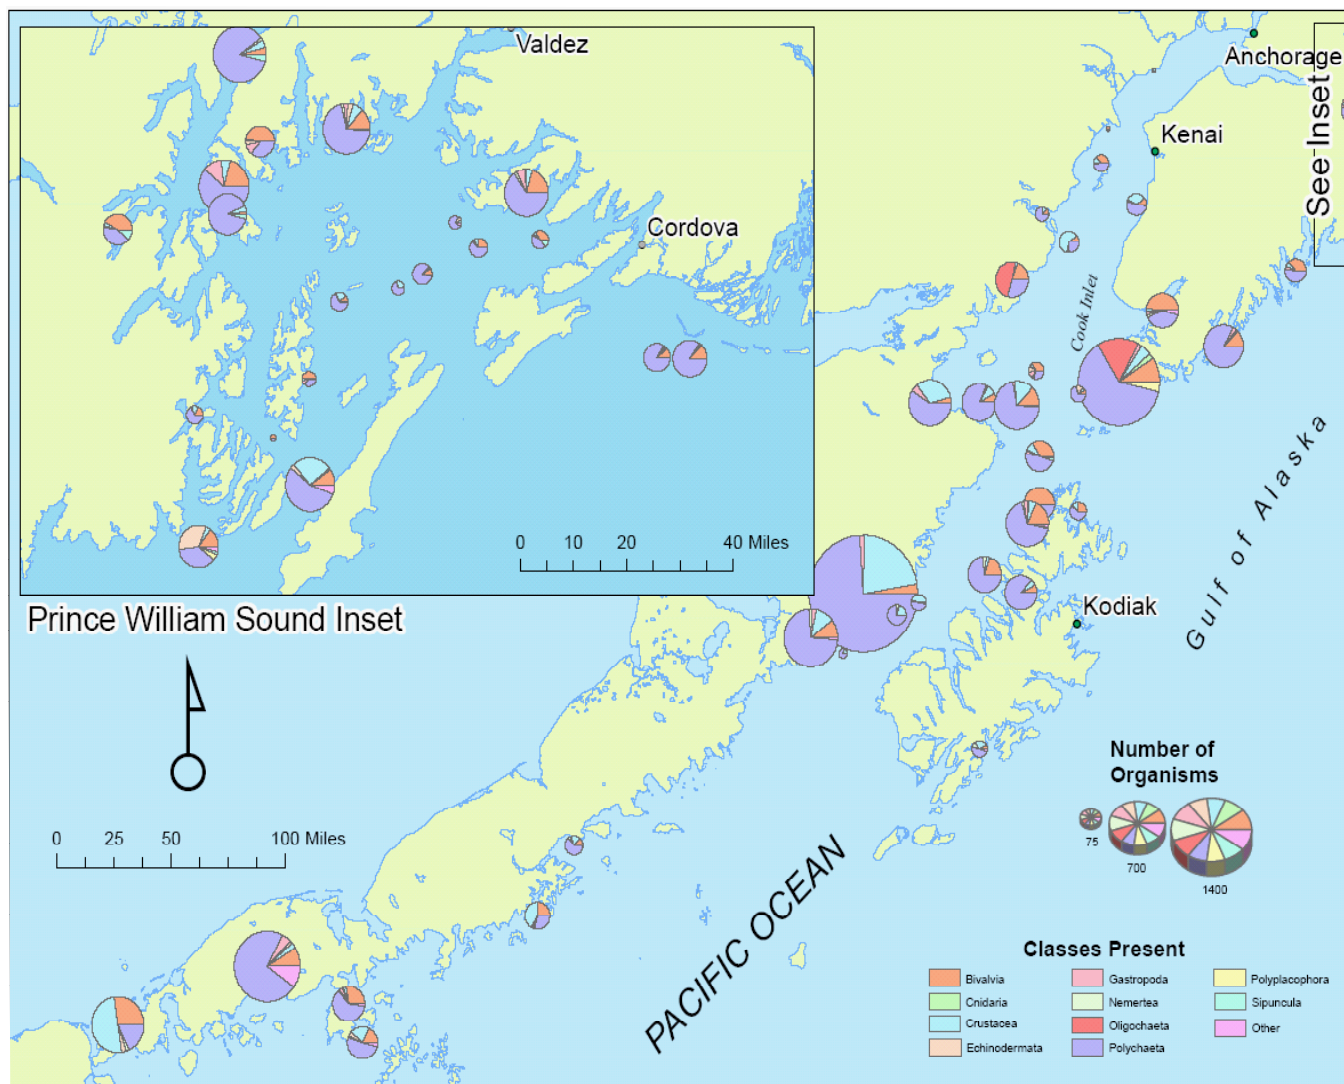 Valdez
Anchorage
See Inset
Kenai
Cordova
Cook Inlet
Gulf of Alaska
0 10 20 40 Miles
Prince William Sound Inset
Kodiak
Number of
Organisms
75
700
1400
0 25 50 100 Miles
PACIFIC OCEAN
Classes Present
Bivalvia Gastropoda Polyplacophora
Cnidaria Nemertea Sipuncula
Crustacea Oligochaeta Other
Echinodermata Polychaeta